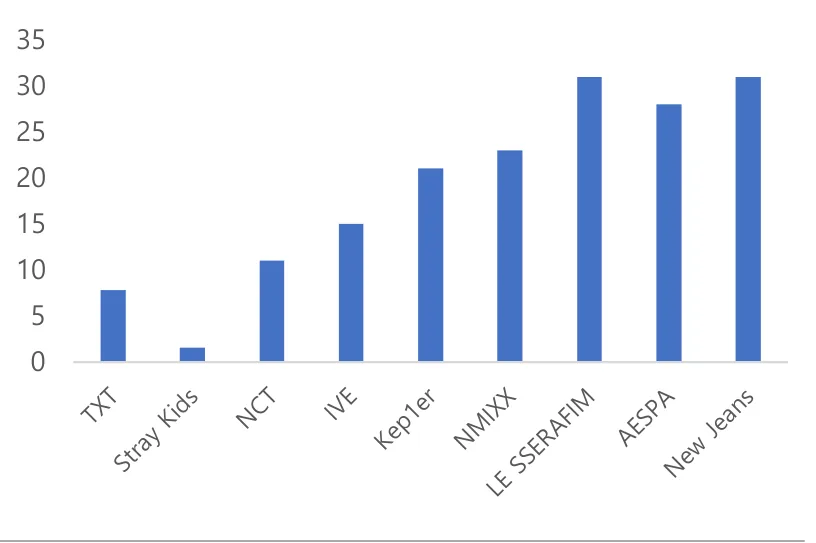 35
30
25
20
15
10
5
0
TXT
Stray Kids
NCT
IVE
Kep1er
NMIXX
LE SSERAFIM
AESPA
New Jeans